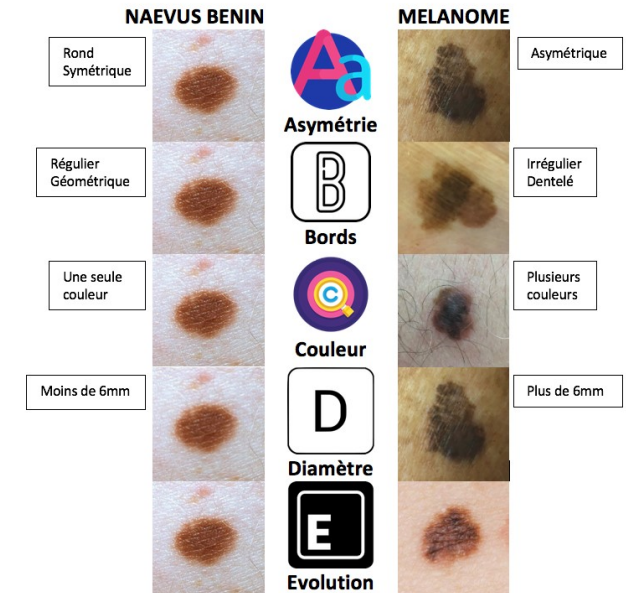 NAEVUS BENIN
MELANOME
Rond
Symétrique
Aa
Asymétrie
Asymétrique
Régulier
Géométrique
B
Bords
Irrégulier
Dentelé
Une seule
couleur
C
Couleur
Plusieurs
couleurs
Moins de 6mm
D
Diamètre
Plus de 6mm
E
Evolution